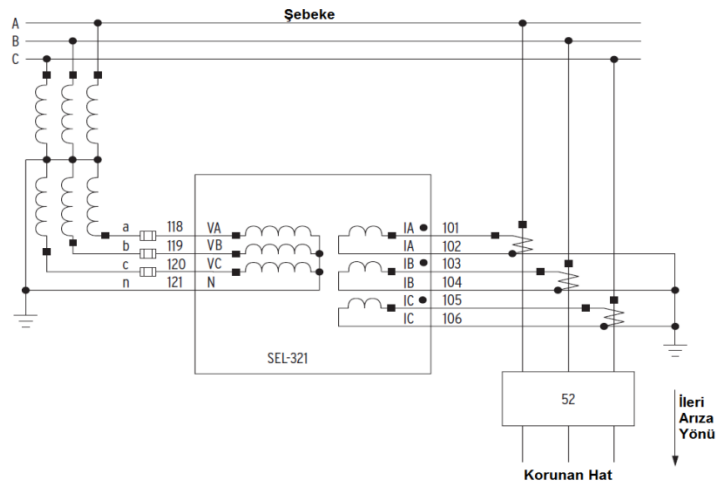 Şebeke
A
B
C
a 118 VA
b 119 VB
c 120 VC
n 121 N
IA 101
IA 102
IB 103
IB 104
IC 105
IC 106
SEL-321
52
İleri
Arıza
Yönü
Korunan Hat